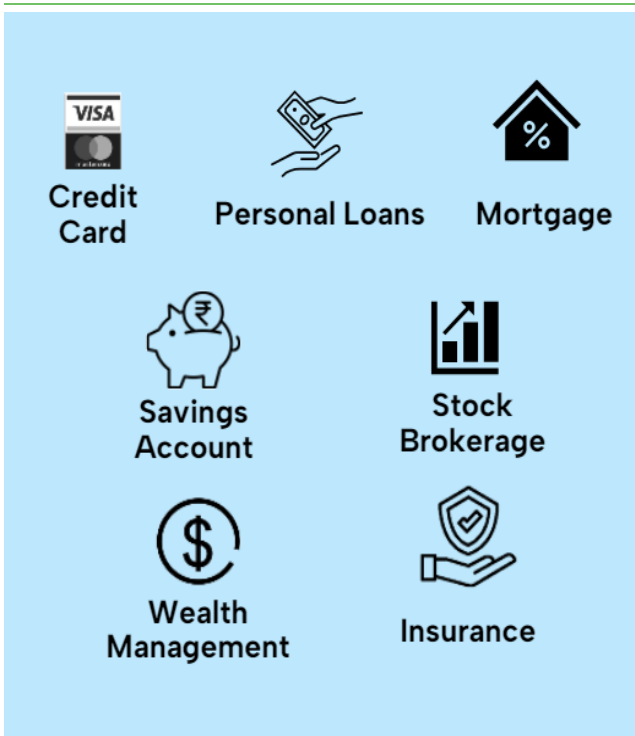 VISA
Credit
Card
Personal Loans
%
Mortgage
₹
Savings
Account
Stock
Brokerage
$
Wealth
Management
Insurance